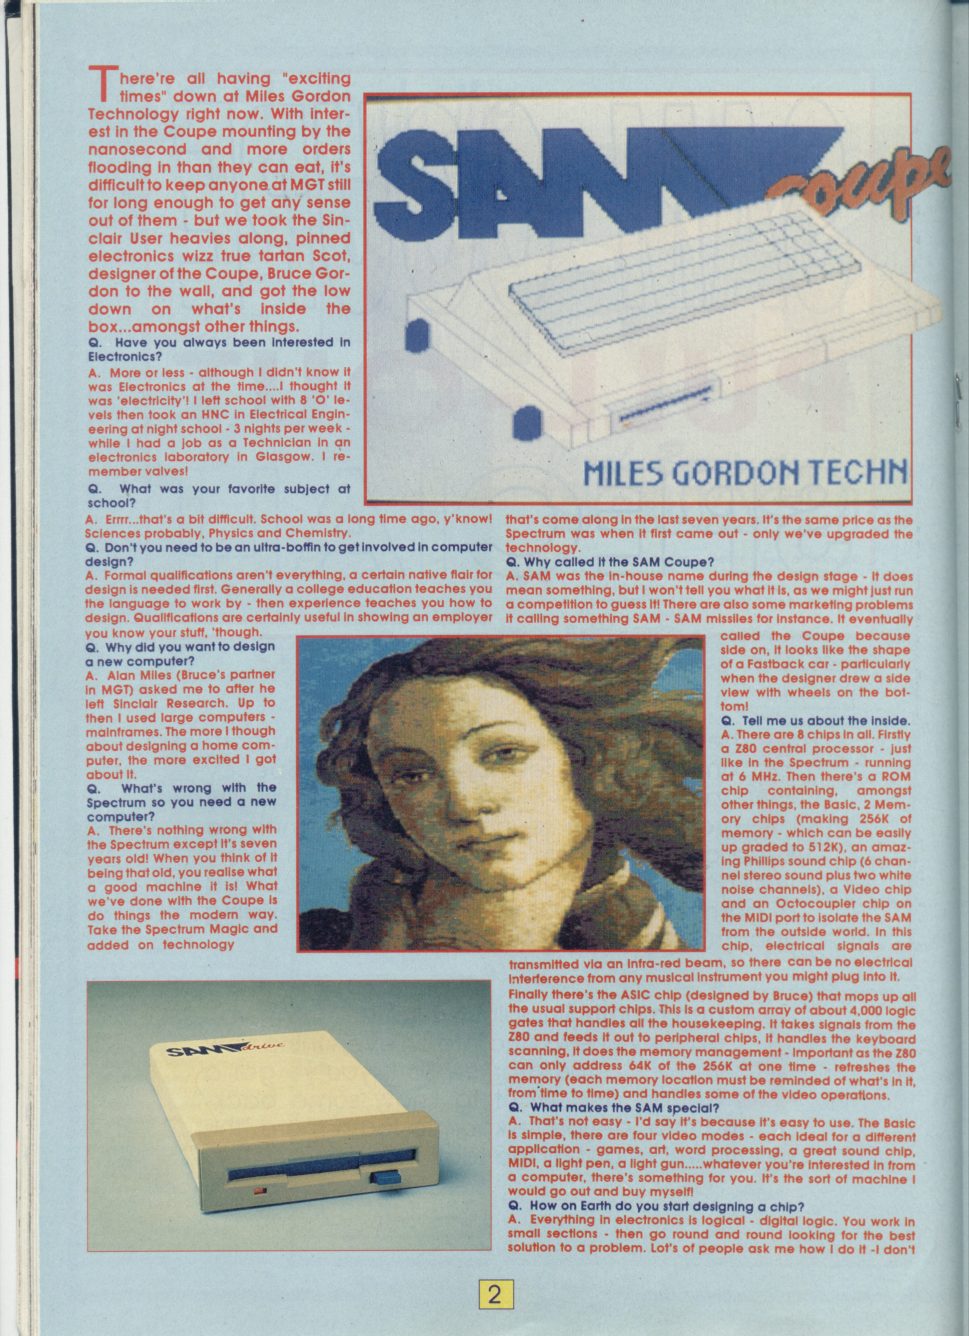 There're all having "exciting
times" down at Miles Gordon
Technology right now. With inter-
est in the Coupe mounting by the
nanosecond and more orders
flooding in than they can eat, it's
difficult to keep anyone at MGT still
for long enough to get any sense
out of them - but we took the Sin-
clair User heavies along, pinned
electronics wizz true tartan Scot,
designer of the Coupe, Bruce Gor-
don to the wall, and got the low
down on what's inside the
box...amongst other things.
Q. Have you always been interested in
Electronics?
A. More or less - although I didn't know it
was Electronics at the time....I thought it
was 'electricity'! I left school with 8 'O' le-
vels then took an HNC in Electrical Engin-
eering at night school - 3 nights per week -
while I had a job as a Technician in an
electronics laboratory in Glasgow. I re-
member valves!
Q. What was your favorite subject at
school?
A. Errrr...that's a bit difficult. School was a long time ago, y'know!
Sciences probably, Physics and Chemistry.
Q. Don't you need to be an ultra-boffin to get involved in computer
design?
A. Formal qualifications aren't everything, a certain native flair for
design is needed first. Generally a college education teaches you
the language to work by - then experience teaches you how to
design. Qualifications are certainly useful in showing an employer
you know your stuff, 'though.
Q. Why did you want to design
a new computer?
A. Alan Miles (Bruce's partner
in MGT) asked me to after he
left Sinclair Research. Up to
then I used large computers -
mainframes. The more I though
about designing a home com-
puter, the more excited I got
about it.
Q. What's wrong with the
Spectrum so you need a new
computer?
A. There's nothing wrong with
the Spectrum except it's seven
years old! When you think of it
being that old, you realise what
a good machine it is! What
we've done with the Coupe is
do things the modern way.
Take the Spectrum Magic and
added on technology
SAM coupe
MILES GORDON TECHN
that's come along in the last seven years. It's the same price as the
Spectrum was when it first came out - only we've upgraded the
technology.
Q. Why called it the SAM Coupe?
A. SAM was the in-house name during the design stage - it does
mean something, but I won't tell you what it is, as we might just run
a competition to guess it! There are also some marketing problems
it calling something SAM - SAM missiles for instance. It eventually
called the Coupe because
side on, it looks like the shape
of a Fastback car - particularly
when the designer drew a side
view with wheels on the bot-
tom!
Q. Tell me us about the inside.
A. There are 8 chips in all. Firstly
a Z80 central processor - just
like in the Spectrum - running
at 6 MHz. Then there's a ROM
chip containing, amongst
other things, the Basic, 2 Mem-
ory chips (making 256K of
memory - which can be easily
up graded to 512K), an amaz-
ing Phillips sound chip (6 chan-
nel stereo sound plus two white
noise channels), a Video chip
and an Octocoupler chip on
the MIDI port to isolate the SAM
from the outside world. In this
chip, electrical signals are
transmitted via an infra-red beam, so there can be no electrical
interference from any musical instrument you might plug into it.
Finally there's the ASIC chip (designed by Bruce) that mops up all
the usual support chips. This is a custom array of about 4,000 logic
gates that handles all the housekeeping. It takes signals from the
Z80 and feeds it out to peripheral chips, it handles the keyboard
scanning, it does the memory management - important as the Z80
can only address 64K of the 256K at one time - refreshes the
memory (each memory location must be reminded of what's in it,
from time to time) and handles some of the video operations.
Q. What makes the SAM special?
A. That's not easy - I'd say it's because it's easy to use. The Basic
is simple, there are four video modes - each ideal for a different
application - games, art, word processing, a great sound chip,
MIDI, a light pen, a light gun.....whatever you're interested in from
a computer, there's something for you. It's the sort of machine I
would go out and buy myself!
Q. How on Earth do you start designing a chip?
A. Everything in electronics is logical - digital logic. You work in
small sections - then go round and round looking for the best
solution to a problem. Lot's of people ask me how I do it -I don't
SAM drive
2